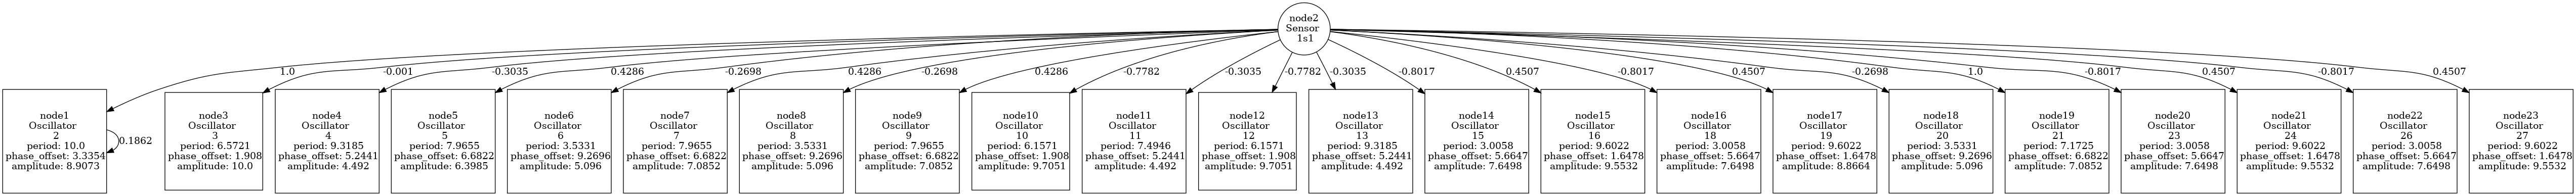 node2
Sensor
1s1
1.0
-0.001
-0.3035
0.4286
-0.2698
0.4286
-0.2698
0.4286
-0.7782
-0.3035
-0.7782
-0.3035
-0.8017
0.4507
-0.8017
0.4507
-0.2698
1.0
-0.8017
0.4507
-0.8017
0.4507
0.1862
node1
Oscillator
2
period: 10.0
phase_offset: 3.3354
amplitude: 8.9073
node3
Oscillator
3
period: 6.5721
phase_offset: 1.908
amplitude: 10.0
node4
Oscillator
4
period: 9.3185
phase_offset: 5.2441
amplitude: 4.492
node5
Oscillator
5
period: 7.9655
phase_offset: 6.6822
amplitude: 6.3985
node6
Oscillator
6
period: 3.5331
phase_offset: 9.2696
amplitude: 5.096
node7
Oscillator
7
period: 7.9655
phase_offset: 6.6822
amplitude: 7.0852
node8
Oscillator
8
period: 3.5331
phase_offset: 9.2696
amplitude: 5.096
node9
Oscillator
9
period: 7.9655
phase_offset: 6.6822
amplitude: 7.0852
node10
Oscillator
10
period: 6.1571
phase_offset: 1.908
amplitude: 9.7051
node11
Oscillator
11
period: 7.4946
phase_offset: 5.2441
amplitude: 4.492
node12
Oscillator
12
period: 6.1571
phase_offset: 1.908
amplitude: 9.7051
node13
Oscillator
13
period: 9.3185
phase_offset: 5.2441
amplitude: 4.492
node14
Oscillator
15
period: 3.0058
phase_offset: 5.6647
amplitude: 7.6498
node15
Oscillator
16
period: 9.6022
phase_offset: 1.6478
amplitude: 9.5532
node16
Oscillator
18
period: 3.0058
phase_offset: 5.6647
amplitude: 7.6498
node17
Oscillator
19
period: 9.6022
phase_offset: 1.6478
amplitude: 8.8664
node18
Oscillator
20
period: 3.5331
phase_offset: 9.2696
amplitude: 5.096
node19
Oscillator
21
period: 7.1725
phase_offset: 6.6822
amplitude: 7.0852
node20
Oscillator
23
period: 3.0058
phase_offset: 5.6647
amplitude: 7.6498
node21
Oscillator
24
period: 9.6022
phase_offset: 1.6478
amplitude: 9.5532
node22
Oscillator
26
period: 3.0058
phase_offset: 5.6647
amplitude: 7.6498
node23
Oscillator
27
period: 9.6022
phase_offset: 1.6478
amplitude: 9.5532